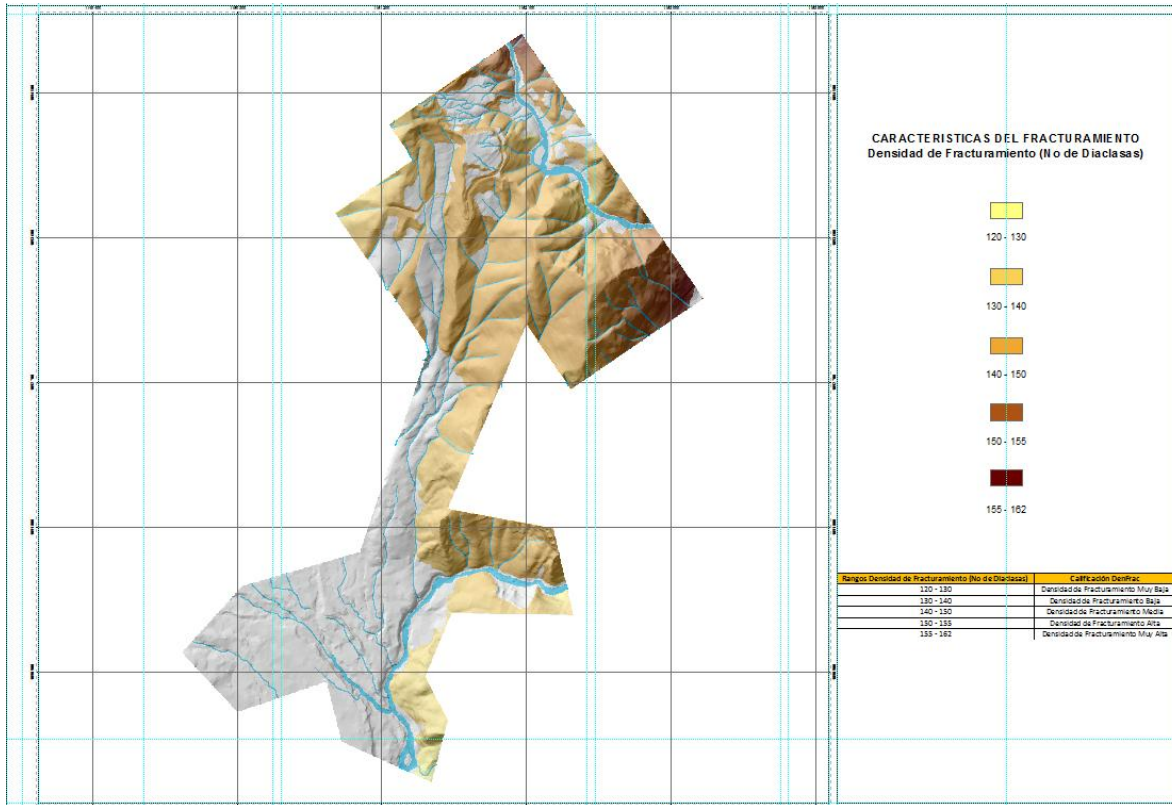 CARACTERISTICAS DEL FRACTURAMIENTO
Densidad de Fracturamiento (No de Diaclasas)
120 - 130
130 - 140
140 - 150
150 - 155
155 - 162
Rangos Densidad de Fracturamiento (No de Diaclasas) Calificación DenFrac
120 - 130 Densidad de Fracturamiento Muy Baja
130 - 140 Densidad de Fracturamiento Baja
140 - 150 Densidad de Fracturamiento Media
150 - 155 Densidad de Fracturamiento Alta
155 - 162 Densidad de Fracturamiento Muy Alta